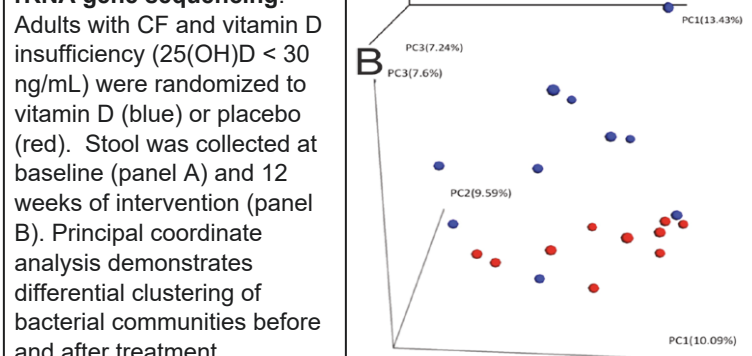 rRNA gene sequencing.
Adults with CF and vitamin D
insufficiency (25(OH)D < 30
ng/mL) were randomized to
vitamin D (blue) or placebo
(red).  Stool was collected at
baseline (panel A) and 12
weeks of intervention (panel
B). Principal coordinate
analysis demonstrates
differential clustering of
bacterial communities before
and after treatment
PC1(13.43%)
PC3(7.24%)
B
PC3(7.6%)
PC2(9.59%)
PC1(10.09%)